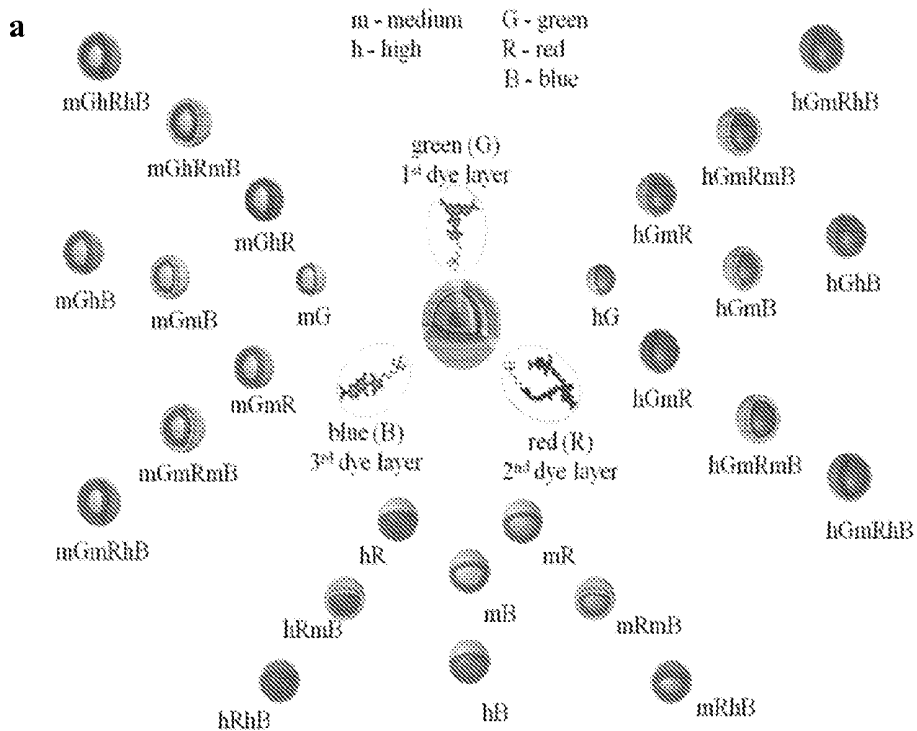 a
m - medium
G - green
h - high
R - red
B - blue
mGhRhB
hGmRhB
mGhRmB
hGmRmB
green (G)
1st dye layer
mGhR
hGmR
mGhB
mGmB
mG
hG
hGmB
hGhB
mGmR
hGmR
blue (B)
3rd dye layer
red (R)
2nd dye layer
mGmRmB
hGmRmB
mGmRhB
hGmRhB
hR
mR
hRmB
mB
mRmB
hRhB
hB
mRhB